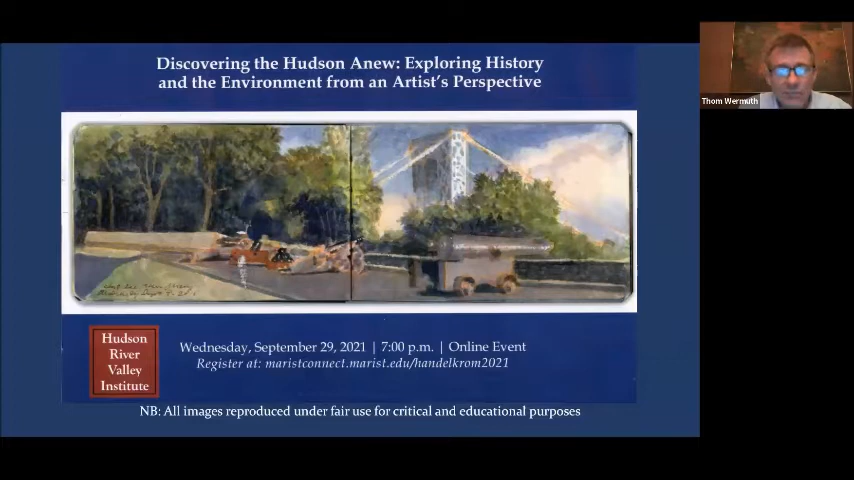 Discovering the Hudson Anew: Exploring History
and the Environment from an Artist's Perspective
Thom Wermuth
Hudson
River
Valley
Institute
Wednesday, September 29, 2021 | 7:00 p.m. | Online Event
Register at: maristconnect.marist.edu/handelkrom2021
NB: All images reproduced under fair use for critical and educational purposes